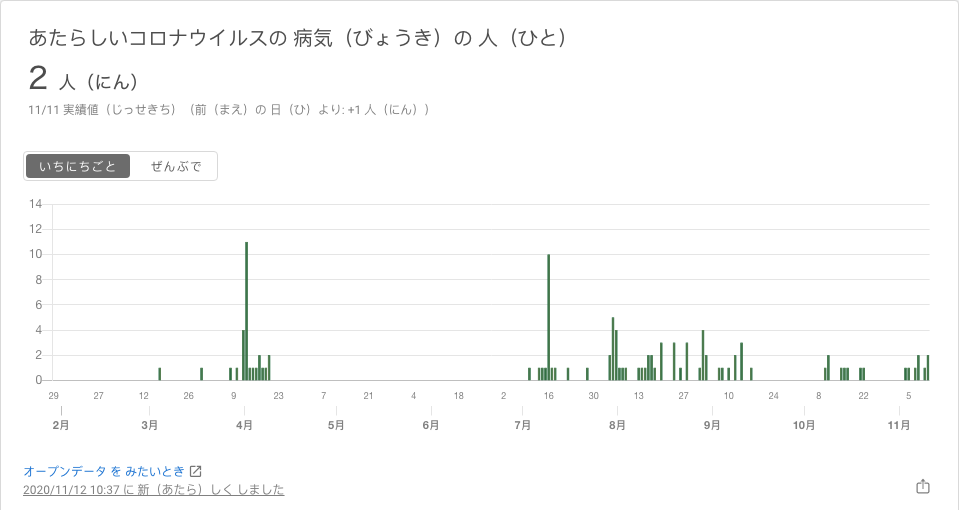 あたらしいコロナウイルスの 病気（びょうき）の 人（ひと）
2 人（にん）
11/11 実績値（じっせきち）（前（まえ）の 日（ひ）より: +1 人（にん））
いちにちごと ぜんぶで
14
12
10
8
6
4
2
0
29 27 12 26 9 23 7 21 4 18 2 16 30 13 27 10 24 8 22 5
2月 3月 4月 5月 6月 7月 8月 9月 10月 11月
オープンデータ を みたいとき
2020/11/12 10:37 に 新（あたら）しく しました